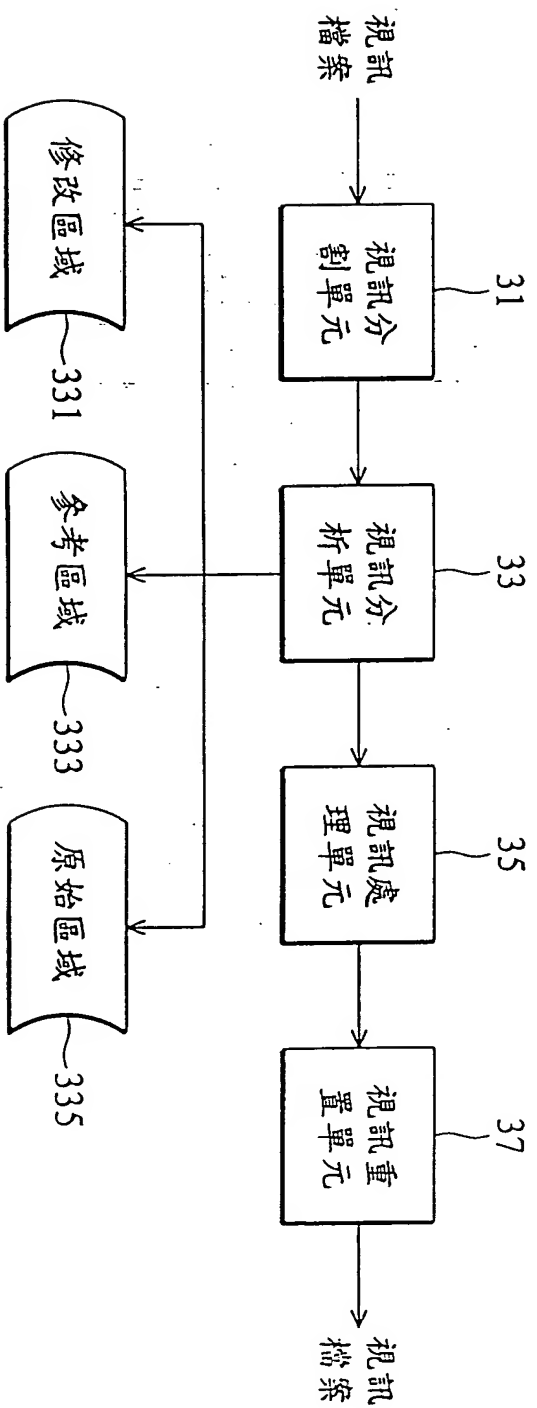 31
33
35
37
視訊
檔案
視訊分
割單元
視訊分
析單元
視訊處
理單元
視訊重
置單元
視訊
檔案
修改區域
331
參考區域
333
原始區域
335